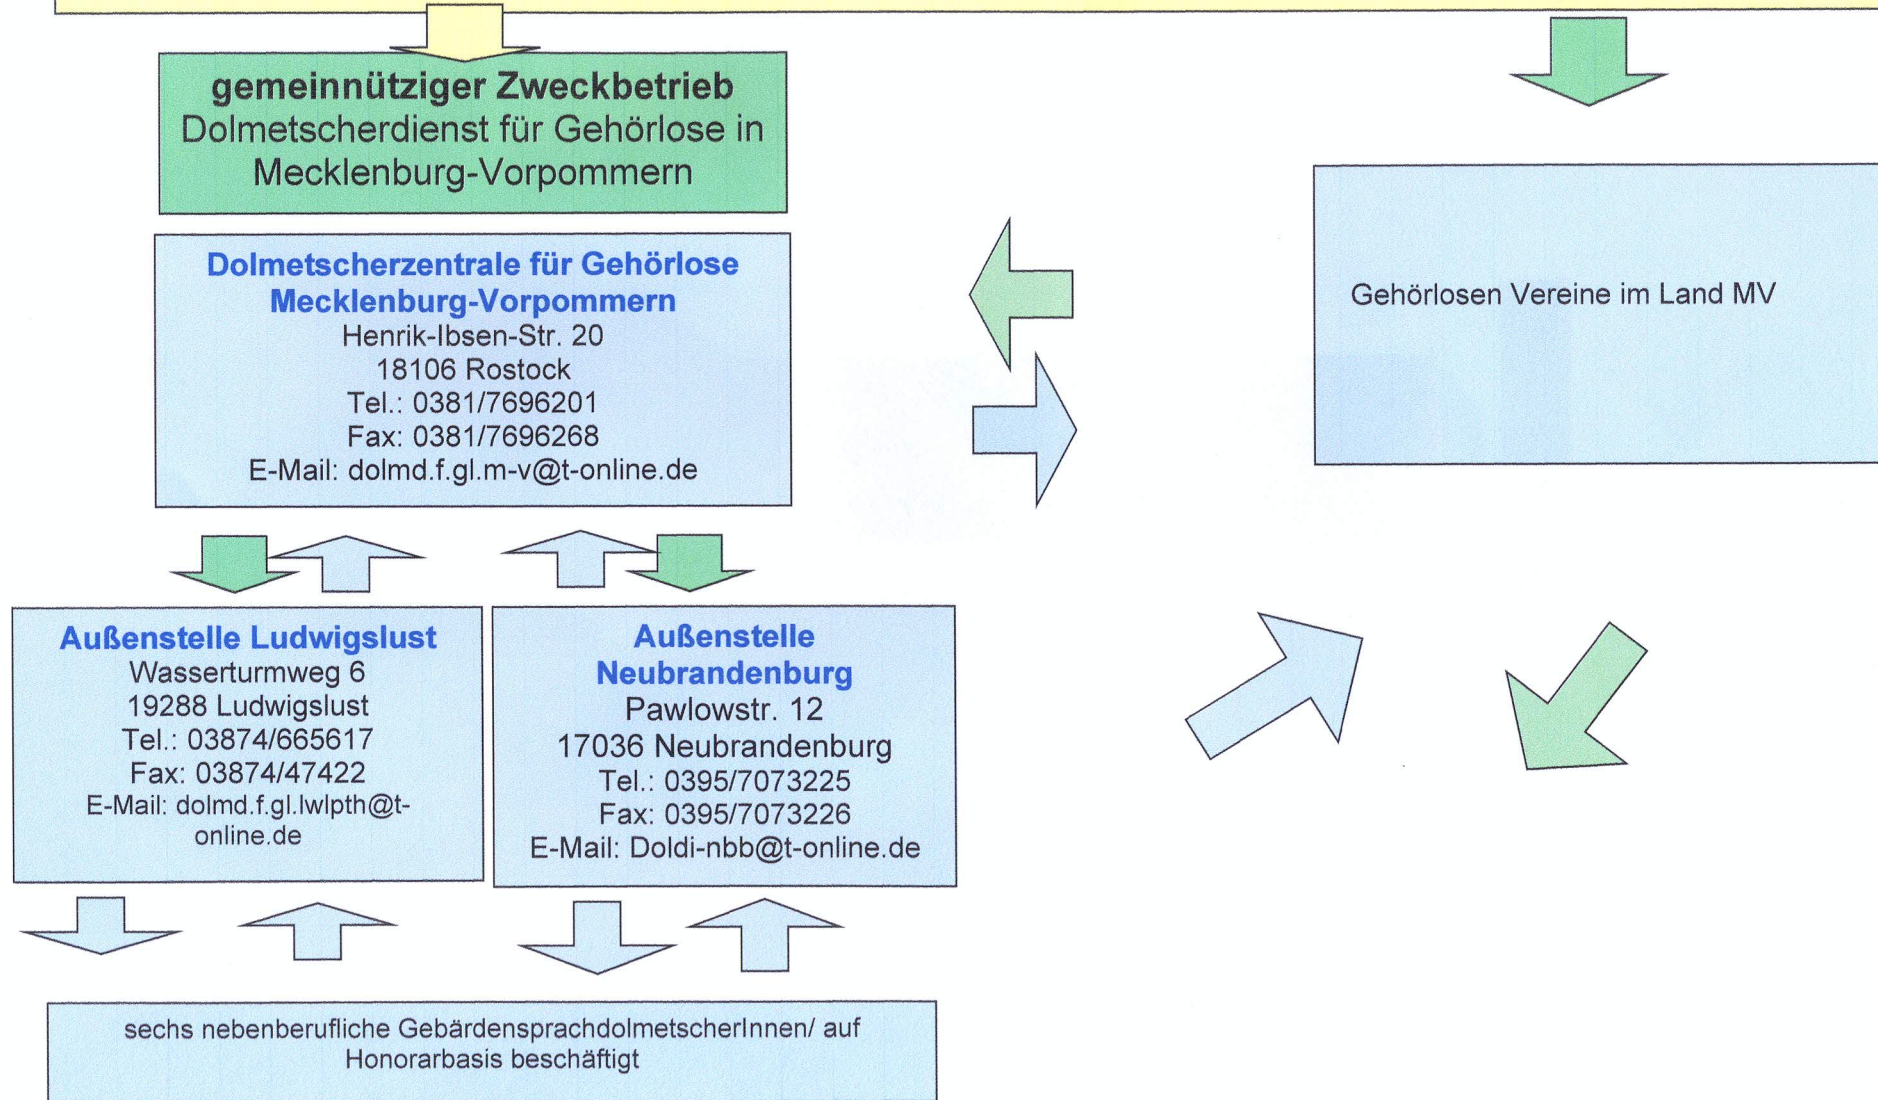 gemeinnütziger Zweckbetrieb
Dolmetscherdienst für Gehörlose in
Mecklenburg-Vorpommern
Dolmetscherzentrale für Gehörlose
Mecklenburg-Vorpommern
Henrik-Ibsen-Str. 20
18106 Rostock
Tel.: 0381/7696201
Fax: 0381/7696268
E-Mail: dolmd.f.gl.m-v@t-online.de
Gehörlosen Vereine im Land MV
Außenstelle Ludwigslust
Wasserturmweg 6
19288 Ludwigslust
Tel.: 03874/665617
Fax: 03874/47422
E-Mail: dolmd.f.gl.lwlpth@t-
online.de
Außenstelle
Neubrandenburg
Pawlowstr. 12
17036 Neubrandenburg
Tel.: 0395/7073225
Fax: 0395/7073226
E-Mail: Doldi-nbb@t-online.de
sechs nebenberufliche GebärdensprachdolmetscherInnen/ auf
Honorarbasis beschäftigt